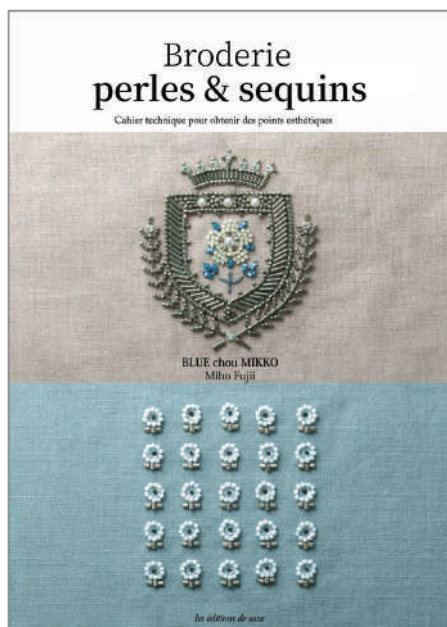 Broderie
perles & sequins
Cahier technique pour obtenir des points esthétiques
BLUE chou MIKKO
Miho Fujii
les éditions de saxe